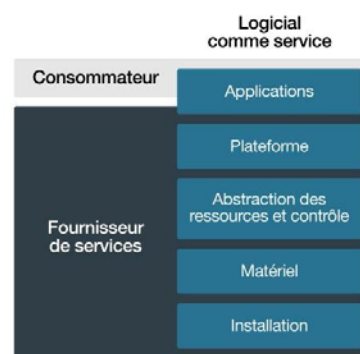 Logicial
comme service
Consommateur
Applications
Plateforme
Abstraction des
ressources et contrôle
Fournisseur
de services
Matériel
Installation